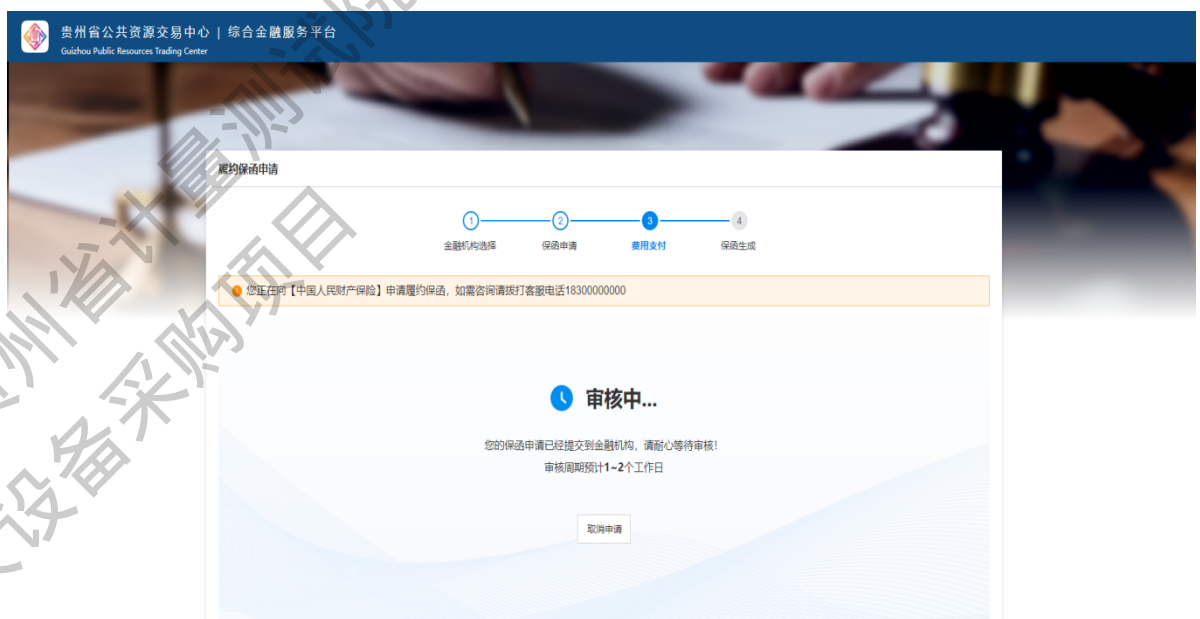 贵州省公共资源交易中心 | 综合金融服务平台
Guizhou Public Resources Trading Center
履约保函申请
1 2 3 4
金融机构选择 保函申请 费用支付 保函生成
您正在向【中国人民财产保险】申请履约保函，如需咨询请拨打客服电话18300000000
审核中...
您的保函申请已经提交到金融机构，请耐心等待审核！
审核周期预计1~2个工作日
取消申请
州省计量测试院
设备采购项目